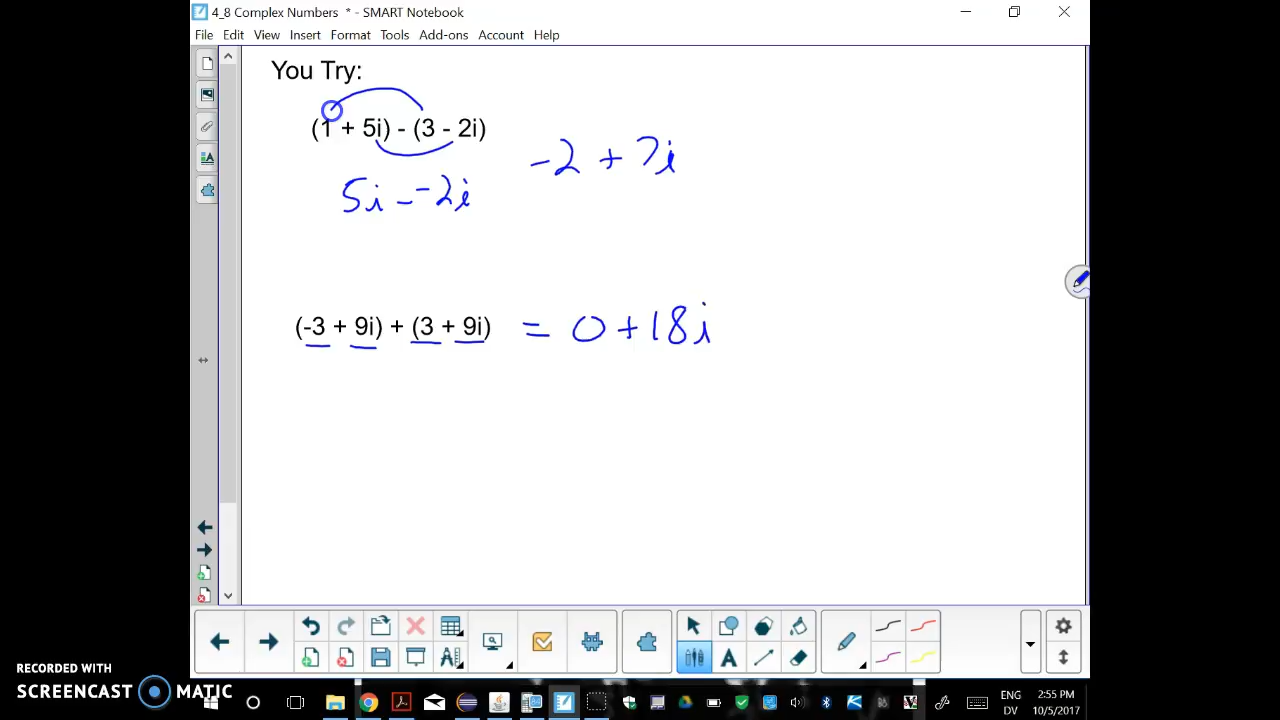 4_8 Complex Numbers * - SMART Notebook
File Edit View Insert Format Tools Add-ons Account Help
You Try:
(1 + 5i) - (3 - 2i)
-2 + 7i
5i - -2i
(-3 + 9i) + (3 + 9i) = 0 + 18i
RECORDED WITH
SCREENCAST MATIC
ENG
DV
2:55 PM
10/5/2017